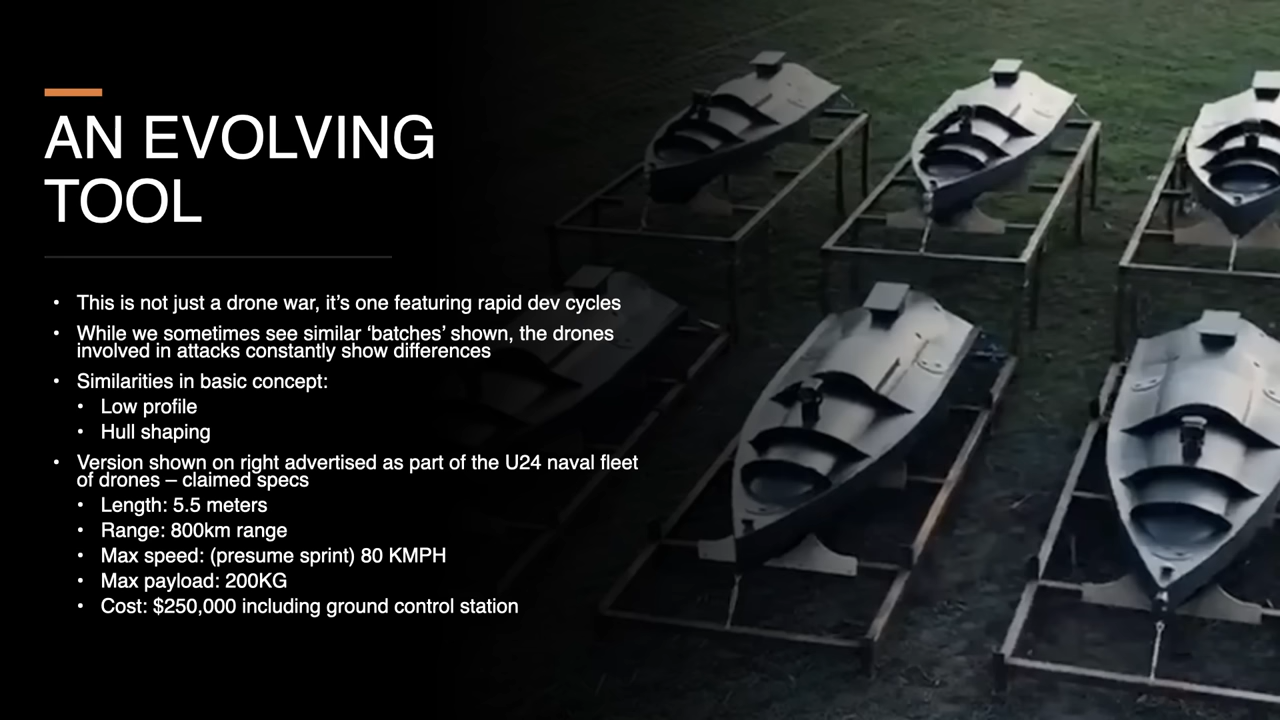 AN EVOLVING
TOOL
• This is not just a drone war, it’s one featuring rapid dev cycles
• While we sometimes see similar ‘batches’ shown, the drones
involved in attacks constantly show differences
• Similarities in basic concept:
• Low profile
• Hull shaping
• Version shown on right advertised as part of the U24 naval fleet
of drones – claimed specs
• Length: 5.5 meters
• Range: 800km range
• Max speed: (presume sprint) 80 KMPH
• Max payload: 200KG
• Cost: $250,000 including ground control station